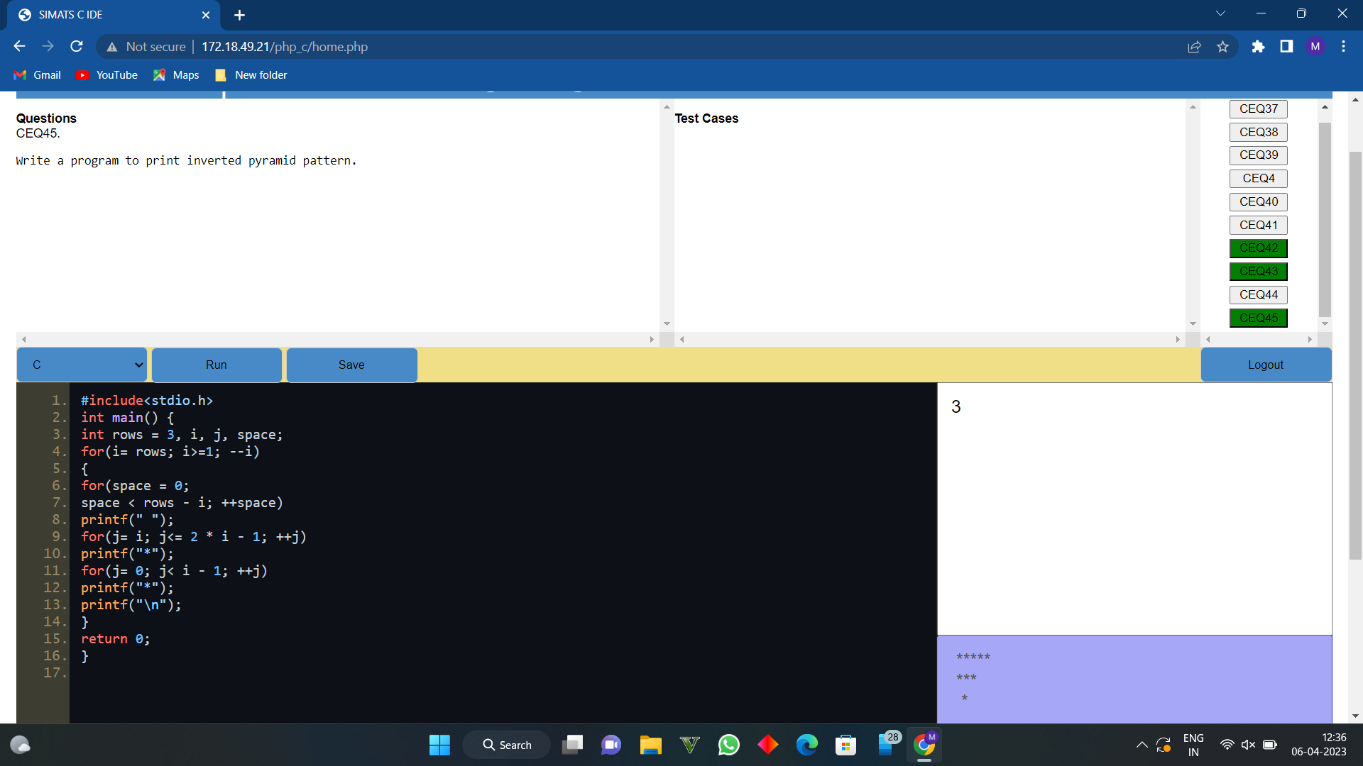 SIMATS C IDE
Not secure | 172.18.49.21/php_c/home.php
M
Gmail YouTube Maps New folder
Questions
CEQ45.
Write a program to print inverted pyramid pattern.
Test Cases
CEQ37
CEQ38
CEQ39
CEQ4
CEQ40
CEQ41
CEQ42
CEQ43
CEQ44
CEQ45
C Run Save Logout
1. #include<stdio.h>
2. int main() {
3. int rows = 3, i, j, space;
4. for(i= rows; i>=1; --i)
5. {
6. for(space = 0;
7. space < rows - i; ++space)
8. printf(" ");
9. for(j= i; j<= 2 * i - 1; ++j)
10. printf("*");
11. for(j= 0; j< i - 1; ++j)
12. printf("*");
13. printf("\n");
14. }
15. return 0;
16. }
17.
3
*****
***
*
Search
28
M
ENG
IN
12:36
06-04-2023